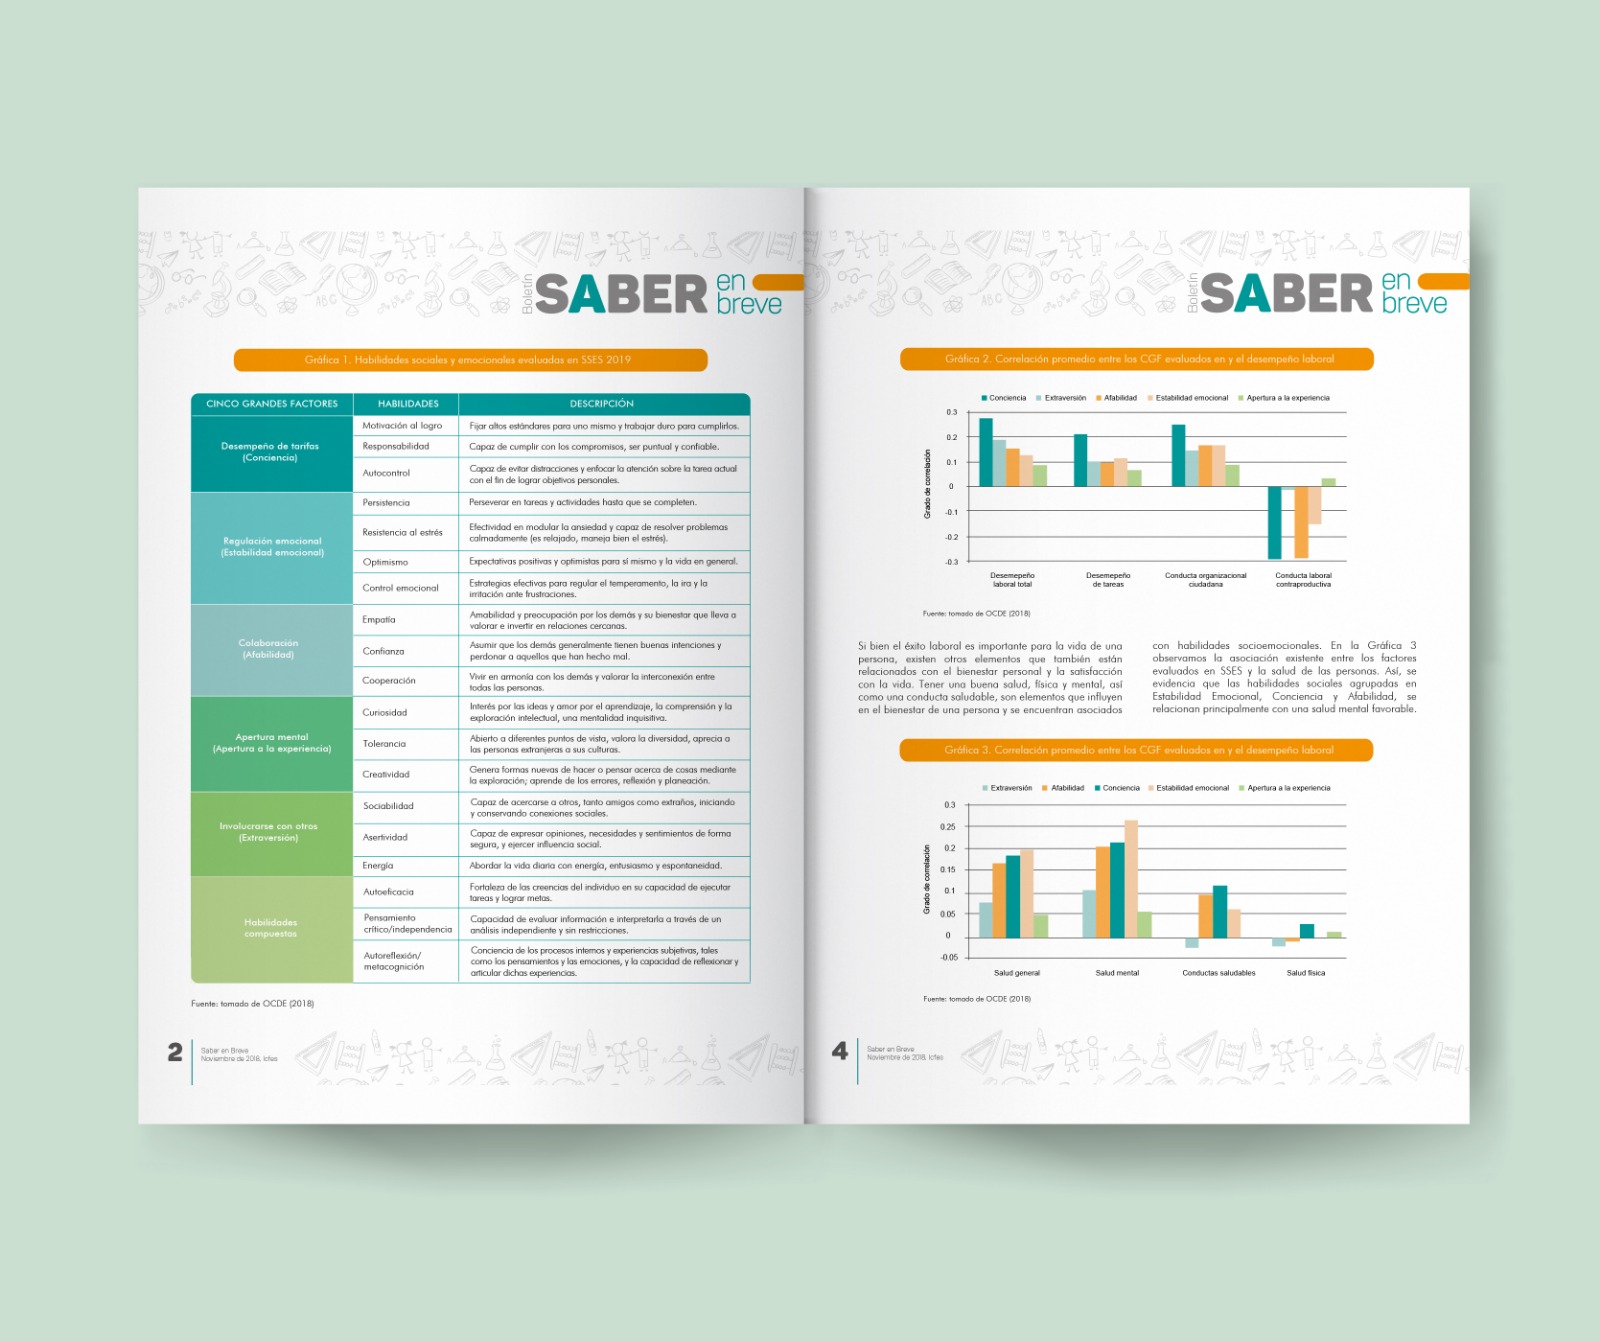 Boletín SABER en breve
Gráfica 1. Habilidades sociales y emocionales evaluadas en SSES 2019
CINCO GRANDES FACTORES HABILIDADES DESCRIPCIÓN
Desempeño de tarifas
(Conciencia)
Motivación al logro
Fijar altos estándares para uno mismo y trabajar duro para cumplirlos.
Responsabilidad
Capaz de cumplir con los compromisos, ser puntual y confiable.
Autocontrol
Capaz de evitar distracciones y enfocar la atención sobre la tarea actual
con el fin de lograr objetivos personales.
Regulación emocional
(Estabilidad emocional)
Persistencia
Perseverar en tareas y actividades hasta que se completen.
Resistencia al estrés
Efectividad en modular la ansiedad y capaz de resolver problemas
calmadamente (es relajado, maneja bien el estrés).
Optimismo
Expectativas positivas y optimistas para sí mismo y la vida en general.
Control emocional
Estrategias efectivas para regular el temperamento, la ira y la
irritación ante frustraciones.
Colaboración
(Afabilidad)
Empatía
Amabilidad y preocupación por los demás y su bienestar que lleva a
valorar e invertir en relaciones cercanas.
Confianza
Asumir que los demás generalmente tienen buenas intenciones y
perdonar a aquellos que han hecho mal.
Cooperación
Vivir en armonía con los demás y valorar la interconexión entre
todas las personas.
Apertura mental
(Apertura a la experiencia)
Curiosidad
Interés por las ideas y amor por el aprendizaje, la comprensión y la
exploración intelectual, una mentalidad inquisitiva.
Tolerancia
Abierto a diferentes puntos de vista, valora la diversidad, aprecia a
las personas extranjeras a sus culturas.
Creatividad
Genera formas nuevas de hacer o pensar acerca de cosas mediante
la exploración; aprende de los errores, reflexión y planeación.
Involucrarse con otros
(Extraversión)
Sociabilidad
Capaz de acercarse a otros, tanto amigos como extraños, iniciando
y conservando conexiones sociales.
Asertividad
Capaz de expresar opiniones, necesidades y sentimientos de forma
segura, y ejercer influencia social.
Energía
Abordar la vida diaria con energía, entusiasmo y espontaneidad.
Habilidades
compuestas
Autoeficacia
Fortaleza de las creencias del individuo en su capacidad de ejecutar
tareas y lograr metas.
Pensamiento
crítico/independencia
Capacidad de evaluar información e interpretarla a través de un
análisis independiente y sin restricciones.
Autoreflexión/
metacognición
Conciencia de los procesos internos y experiencias subjetivas, tales
como los pensamientos y las emociones, y la capacidad de reflexionar y
articular dichas experiencias.
Fuente: tomado de OCDE (2018)
2
Saber en Breve
Noviembre de 2018, Icfes
Boletín SABER en breve
Gráfica 2. Correlación promedio entre los CGF evaluados en y el desempeño laboral
Conciencia Extraversión Afabilidad Estabilidad emocional Apertura a la experiencia
Grado de correlación
0.3
0.2
0.1
0
-0.1
-0.2
-0.3
Desemepeño
laboral total
Desemepeño
de tareas
Conducta organizacional
ciudadana
Conducta laboral
contraproductiva
Fuente: tomado de OCDE (2018)
Si bien el éxito laboral es importante para la vida de una
persona, existen otros elementos que también están
relacionados con el bienestar personal y la satisfacción
con la vida. Tener una buena salud, física y mental, así
como una conducta saludable, son elementos que influyen
en el bienestar de una persona y se encuentran asociados
con habilidades socioemocionales. En la Gráfica 3
observamos la asociación existente entre los factores
evaluados en SSES y la salud de las personas. Así, se
evidencia que las habilidades sociales agrupadas en
Estabilidad Emocional, Conciencia y Afabilidad, se
relacionan principalmente con una salud mental favorable.
Gráfica 3. Correlación promedio entre los CGF evaluados en y el desempeño laboral
Extraversión Afabilidad Conciencia Estabilidad emocional Apertura a la experiencia
Grado de correlación
0.3
0.25
0.2
0.15
0.1
0.05
0
-0.05
Salud general Salud mental Conductas saludables Salud física
Fuente: tomado de OCDE (2018)
4
Saber en Breve
Noviembre de 2018, Icfes